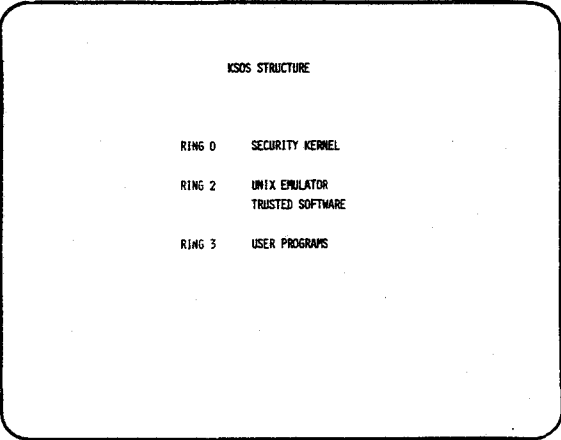 KSOS STRUCTURE
RING 0 SECURITY KERNEL
RING 2 UNIX EMULATOR
TRUSTED SOFTWARE
RING 3 USER PROGRAMS